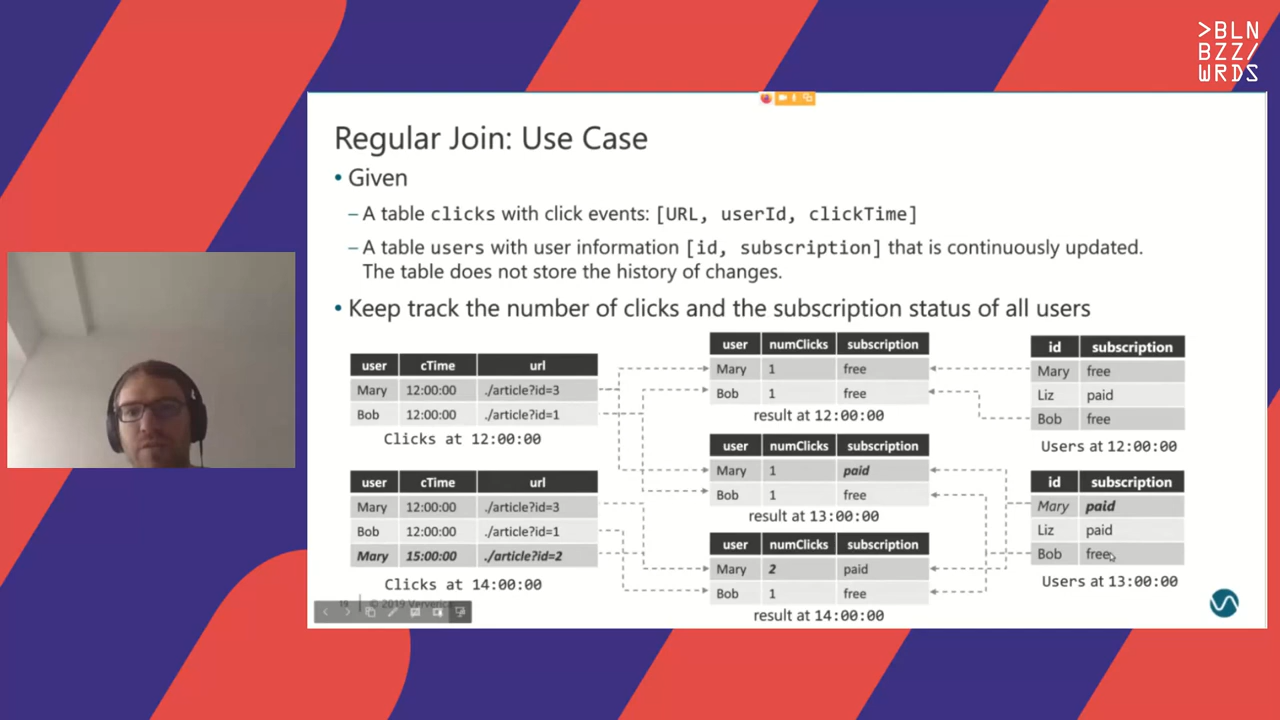 >BLN
BZZ/
WRDS
Regular Join: Use Case
• Given
– A table clicks with click events: [URL, userId, clickTime]
– A table users with user information [id, subscription] that is continuously updated.
The table does not store the history of changes.
• Keep track the number of clicks and the subscription status of all users
user cTime url
Mary 12:00:00 ./article?id=3
Bob 12:00:00 ./article?id=1
Clicks at 12:00:00
user cTime url
Mary 12:00:00 ./article?id=3
Bob 12:00:00 ./article?id=1
Mary 15:00:00 ./article?id=2
Clicks at 14:00:00
user numClicks subscription
Mary 1 free
Bob 1 free
result at 12:00:00
user numClicks subscription
Mary 1 paid
Bob 1 free
result at 13:00:00
user numClicks subscription
Mary 2 paid
Bob 1 free
result at 14:00:00
id subscription
Mary free
Liz paid
Bob free
Users at 12:00:00
id subscription
Mary paid
Liz paid
Bob free
Users at 13:00:00
19 © 2019 Ververica